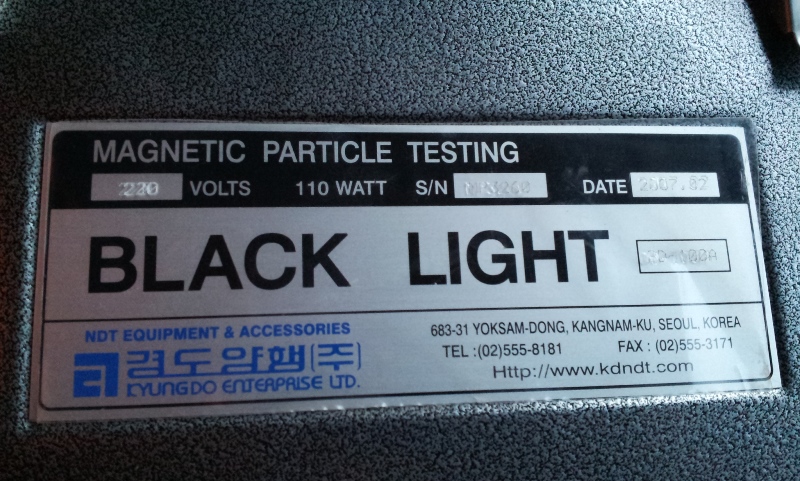 MAGNETIC PARTICLE TESTING
220 VOLTS 110 WATT S/N DATE 2007.02
BLACK LIGHT
NDT EQUIPMENT & ACCESSORIES
경도양행(주)
KYUNGDO ENTERPRISE LTD.
683-31 YOKSAM-DONG, KANGNAM-KU, SEOUL, KOREA
TEL :(02)555-8181 FAX : (02)555-3171
Http://www.kdndt.com